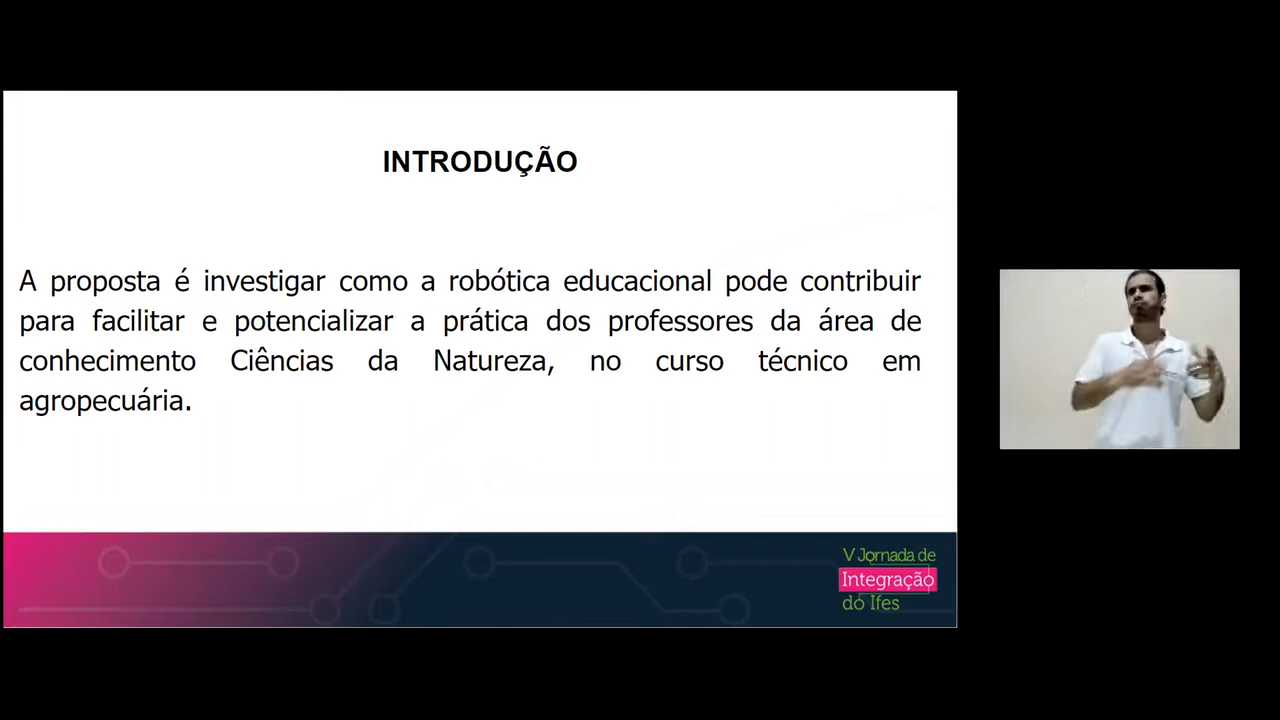 INTRODUÇÃO
A proposta é investigar como a robótica educacional pode contribuir
para facilitar e potencializar a prática dos professores da área de
conhecimento Ciências da Natureza, no curso técnico em
agropecuária.
V Jornada de
Integração
do Ifes